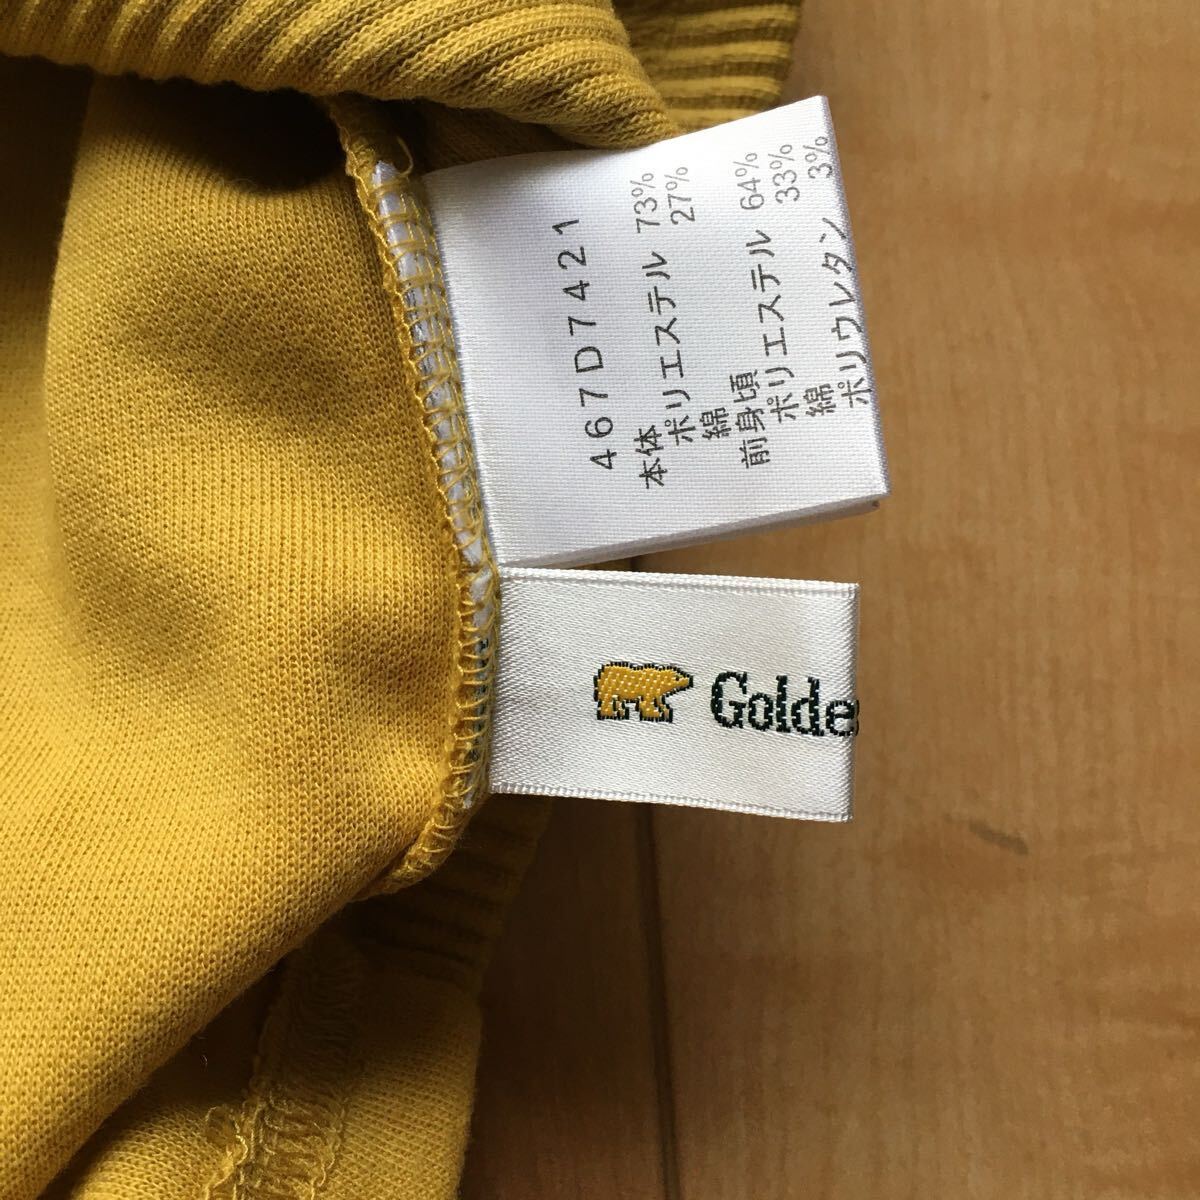 467D7421
本体
ポリエステル 73%
綿 27%
前身頃
ポリエステル 64%
綿 33%
ポリウレタン 3%
Golde